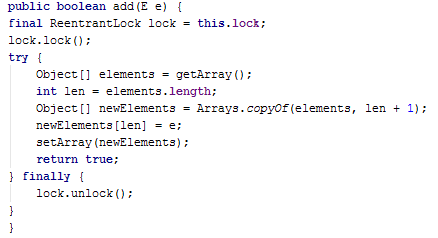 public boolean add(E e) {
final ReentrantLock lock = this.lock;
lock.lock();
try {
    Object[] elements = getArray();
    int len = elements.length;
    Object[] newElements = Arrays.copyOf(elements, len + 1);
    newElements[len] = e;
    setArray(newElements);
    return true;
} finally {
    lock.unlock();
}
}